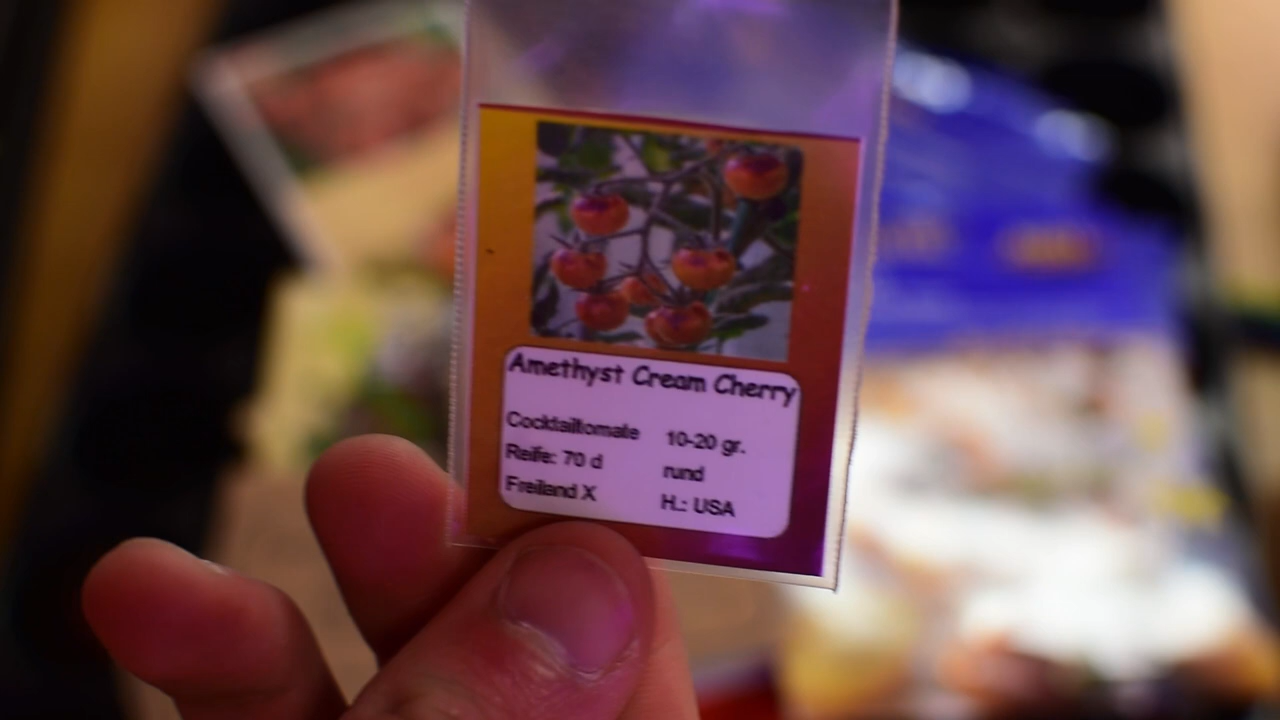 Amethyst Cream Cherry
Cocktailtomate 10-20 gr.
Reife: 70 d rund
Freiland X H.: USA